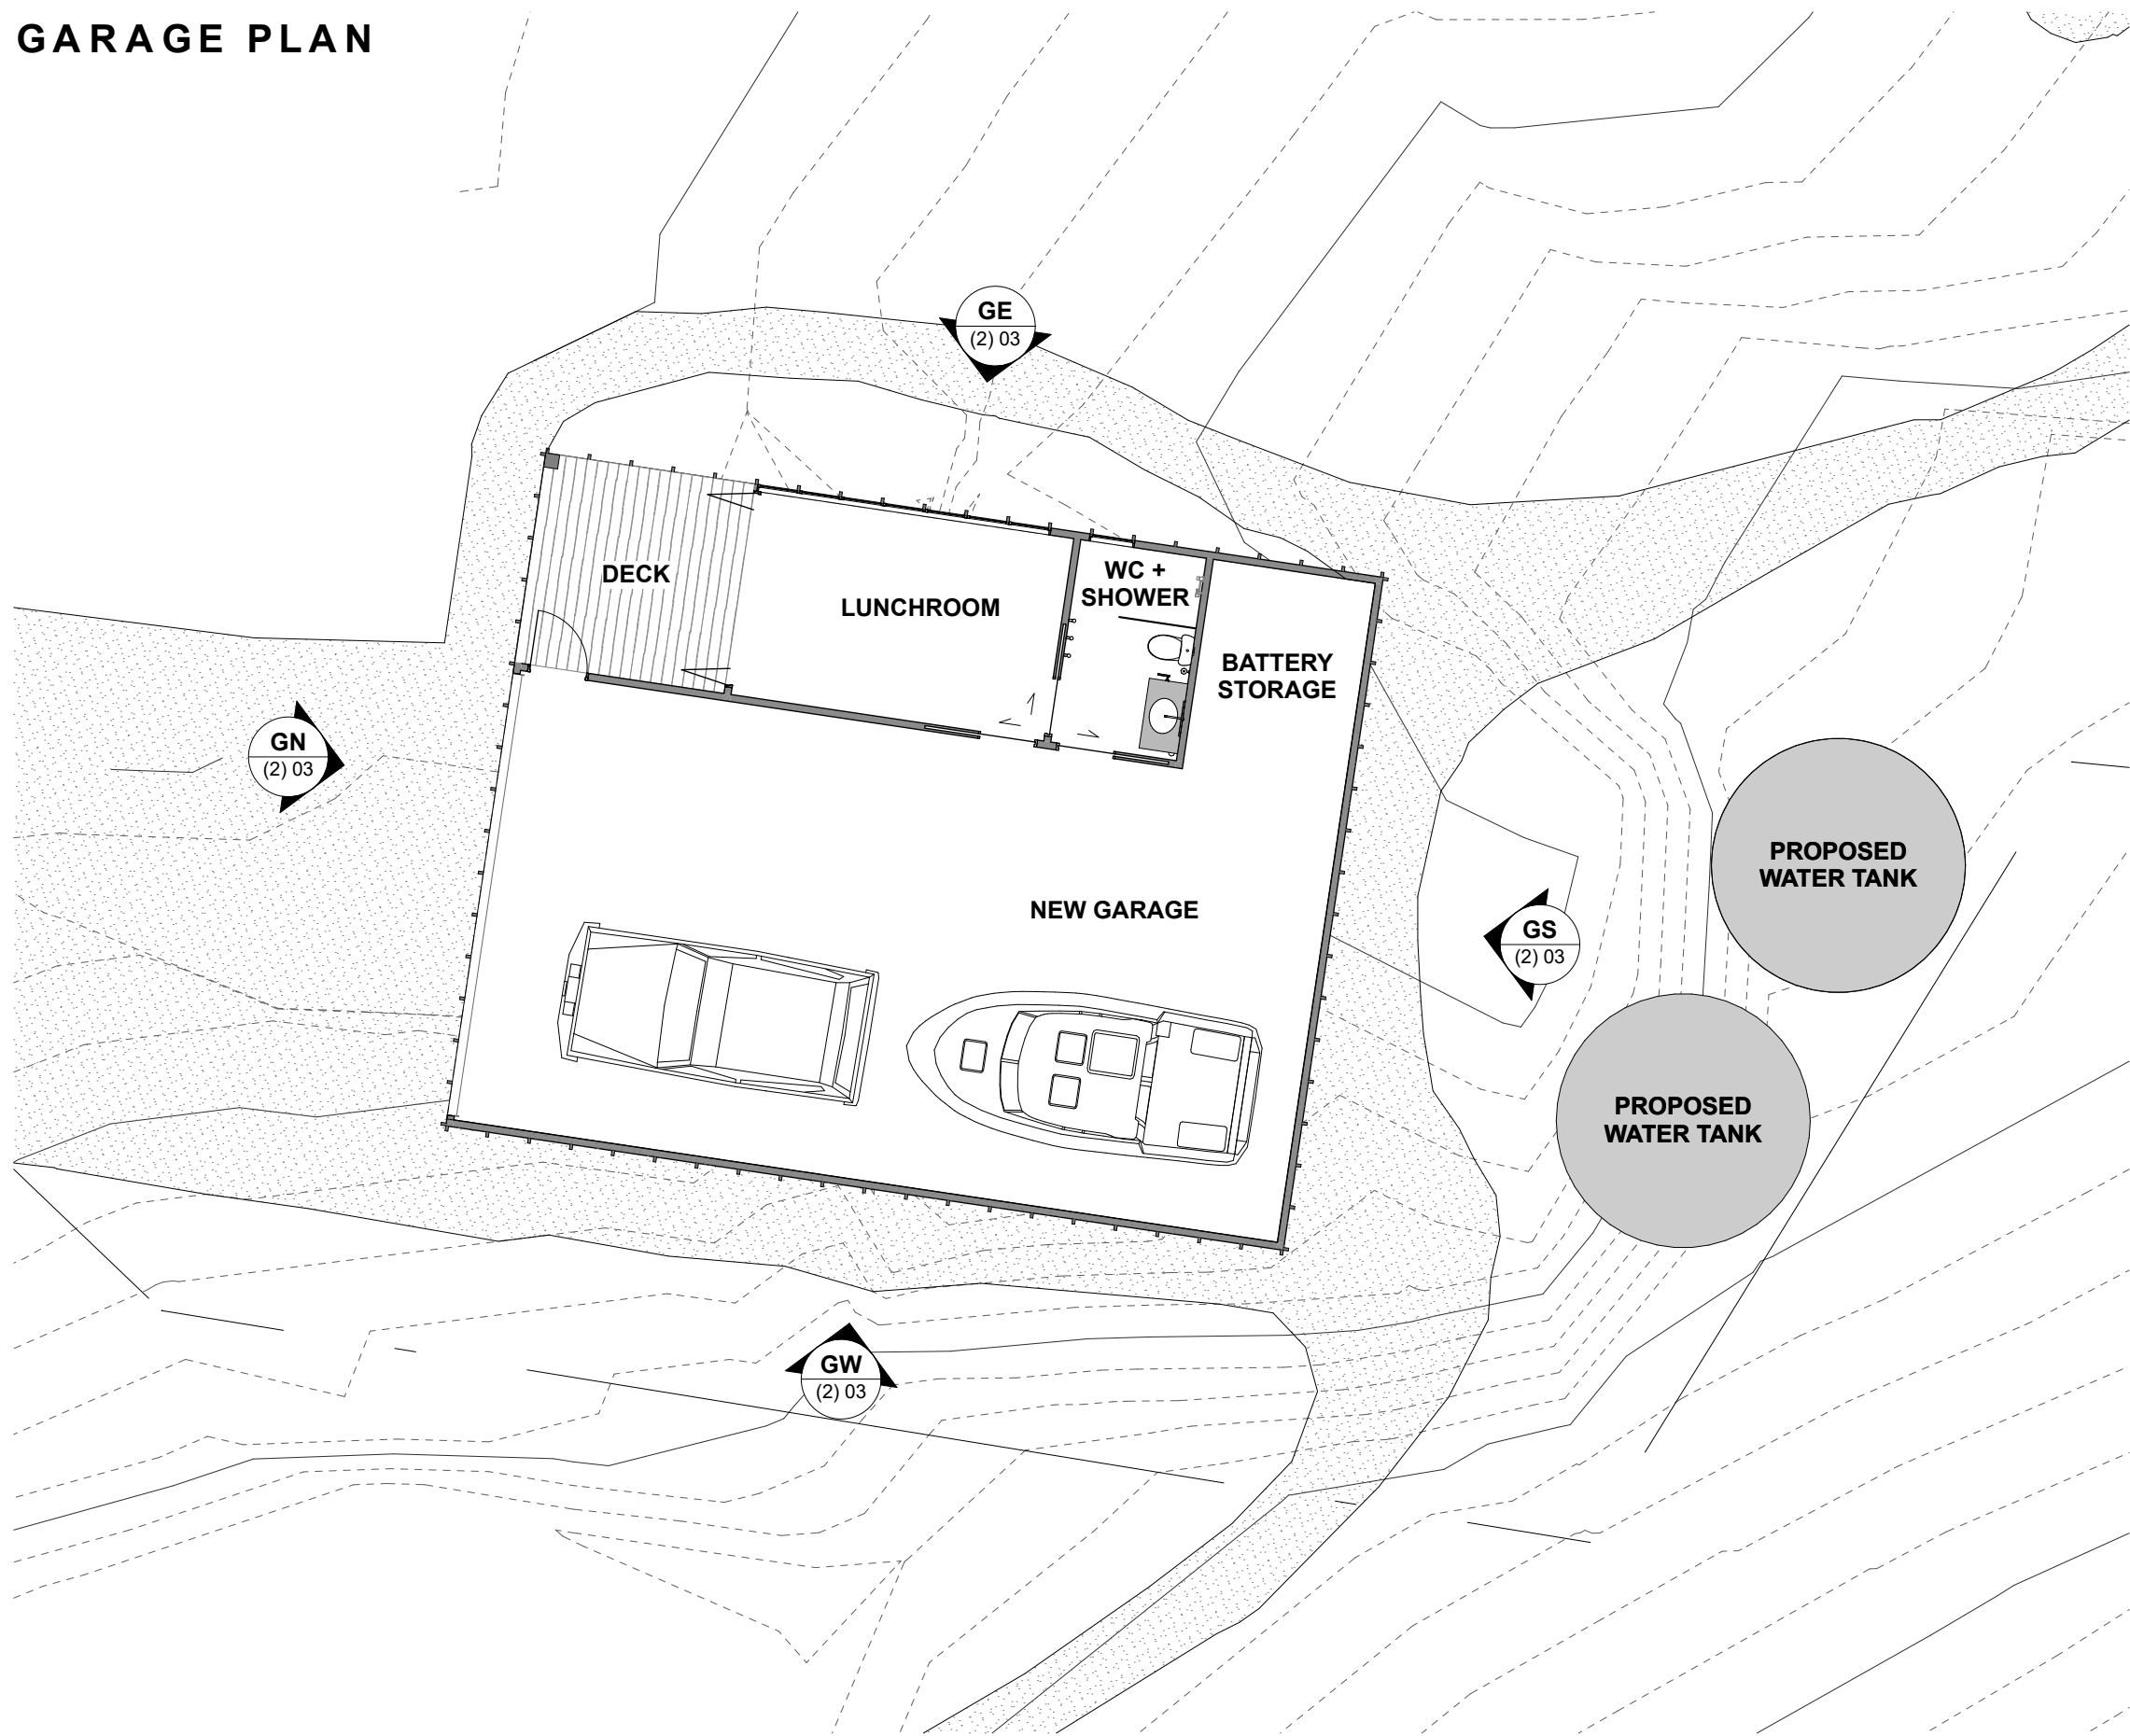 GARAGE PLAN
GE
(2) 03
DECK
LUNCHROOM
WC +
SHOWER
BATTERY
STORAGE
GN
(2) 03
PROPOSED
WATER TANK
NEW GARAGE
GS
(2) 03
PROPOSED
WATER TANK
GW
(2) 03